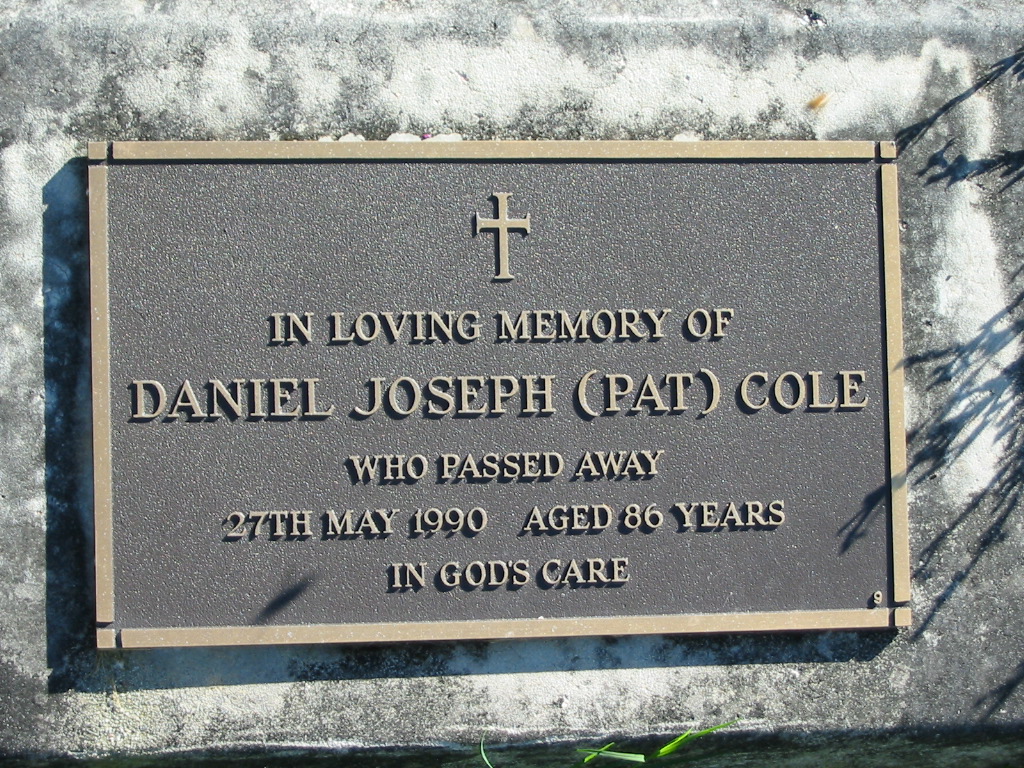 IN LOVING MEMORY OF
DANIEL JOSEPH (PAT) COLE
WHO PASSED AWAY
27TH MAY 1990 AGED 86 YEARS
IN GOD'S CARE
9